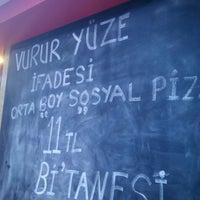 VURUR YÜZE
İFADESİ
ORTA BOY SOSYAL PİZ
11 TL
Bİ'TANESİ